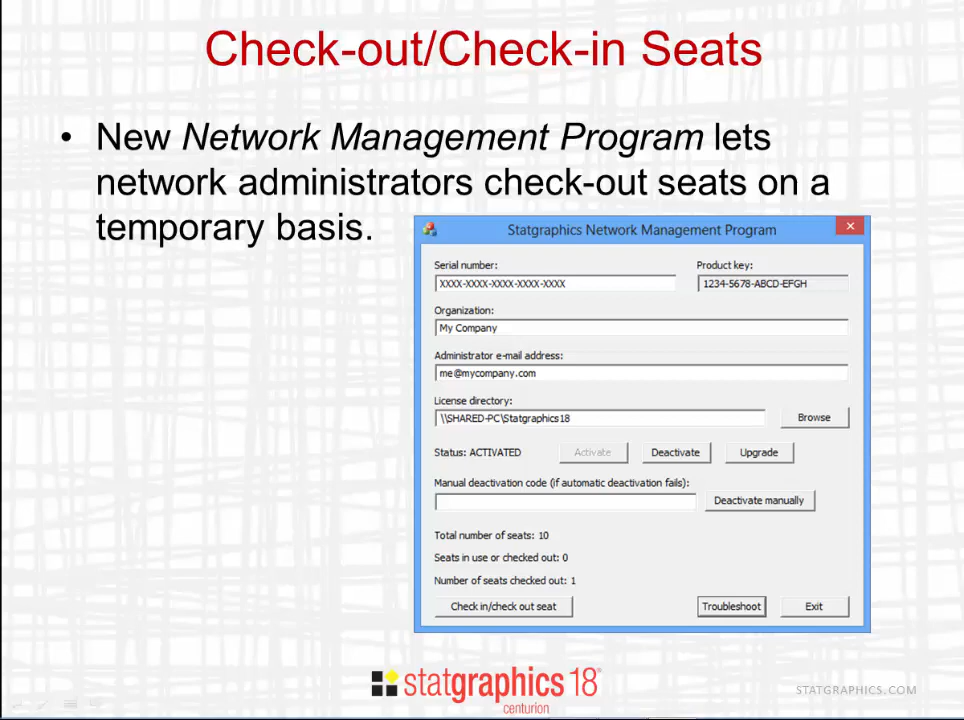 Check-out/Check-in Seats
• New Network Management Program lets
network administrators check-out seats on a
temporary basis.
Statgraphics Network Management Program
Serial number: Product key:
XXXX-XXXX-XXXX-XXXX-XXXX 1234-5678-ABCD-EFGH
Organization:
My Company
Administrator e-mail address:
me@mycompany.com
License directory:
\\SHARED-PC\Statgraphics18 Browse
Status: ACTIVATED Activate Deactivate Upgrade
Manual deactivation code (if automatic deactivation fails):
Deactivate manually
Total number of seats: 10
Seats in use or checked out: 0
Number of seats checked out: 1
Check in/check out seat Troubleshoot Exit
statgraphics 18®
centurion
STATGRAPHICS.COM